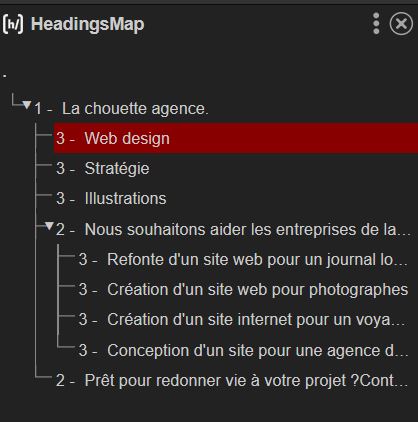 [h/] HeadingsMap
.
1 - La chouette agence.
3 - Web design
3 - Stratégie
3 - Illustrations
2 - Nous souhaitons aider les entreprises de la...
3 - Refonte d'un site web pour un journal lo...
3 - Création d'un site web pour photographes
3 - Création d'un site internet pour un voya...
3 - Conception d'un site pour une agence d...
2 - Prêt pour redonner vie à votre projet ?Cont...